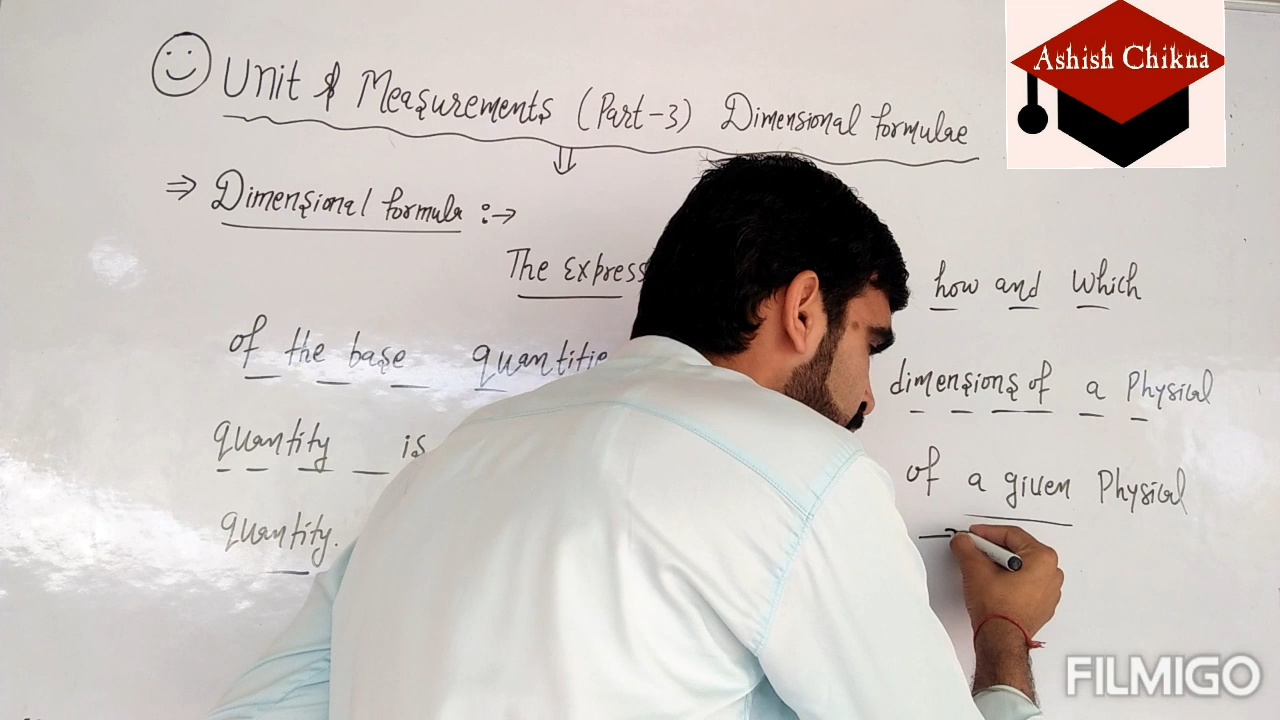 Unit & Measurements (Part-3) Dimensional formulae
Ashish Chikna
⇒ Dimensional formula :→
The Express how and which
of the base quantitie dimensions of a Physical
quantity is of a given Physical
quantity.
FILMIGO